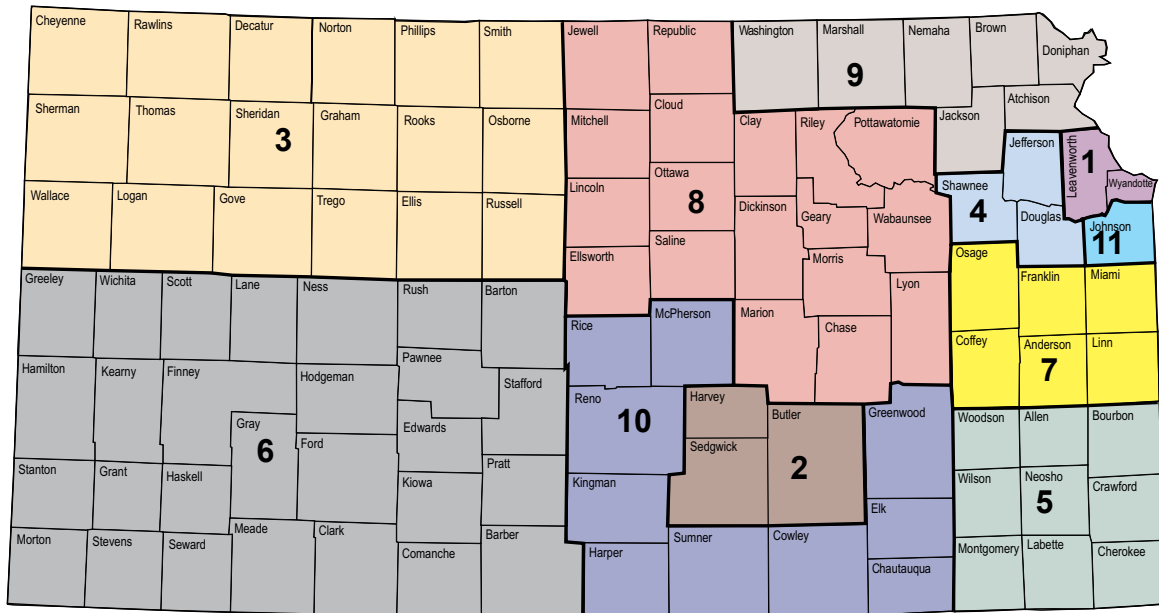 Cheyenne Rawlins Decatur Norton Phillips Smith Jewell Republic Washington Marshall Nemaha Brown Doniphan
9
Sherman Thomas Sheridan Graham Rooks Osborne Mitchell Cloud Clay Riley Pottawatomie Jackson Atchison
3
Jefferson Leavenworth 1
Wallace Logan Gove Trego Ellis Russell Lincoln Ottawa Dickinson Geary Wabaunsee Shawnee Douglas Wyandotte
8 4
Johnson
11
Ellsworth Saline Morris Osage
Greeley Wichita Scott Lane Ness Rush Barton Lyon Franklin Miami
Rice McPherson Marion Chase
Hamilton Kearny Finney Hodgeman Pawnee Stafford Coffey Anderson Linn
7
Reno Harvey Butler Greenwood Woodson Allen Bourbon
10
Gray Ford Edwards Sedgwick
6 2
Stanton Grant Haskell Kiowa Pratt Kingman Wilson Neosho Crawford
5
Morton Stevens Seward Meade Clark Comanche Barber Harper Sumner Cowley Elk Montgomery Labette Cherokee
Chautauqua